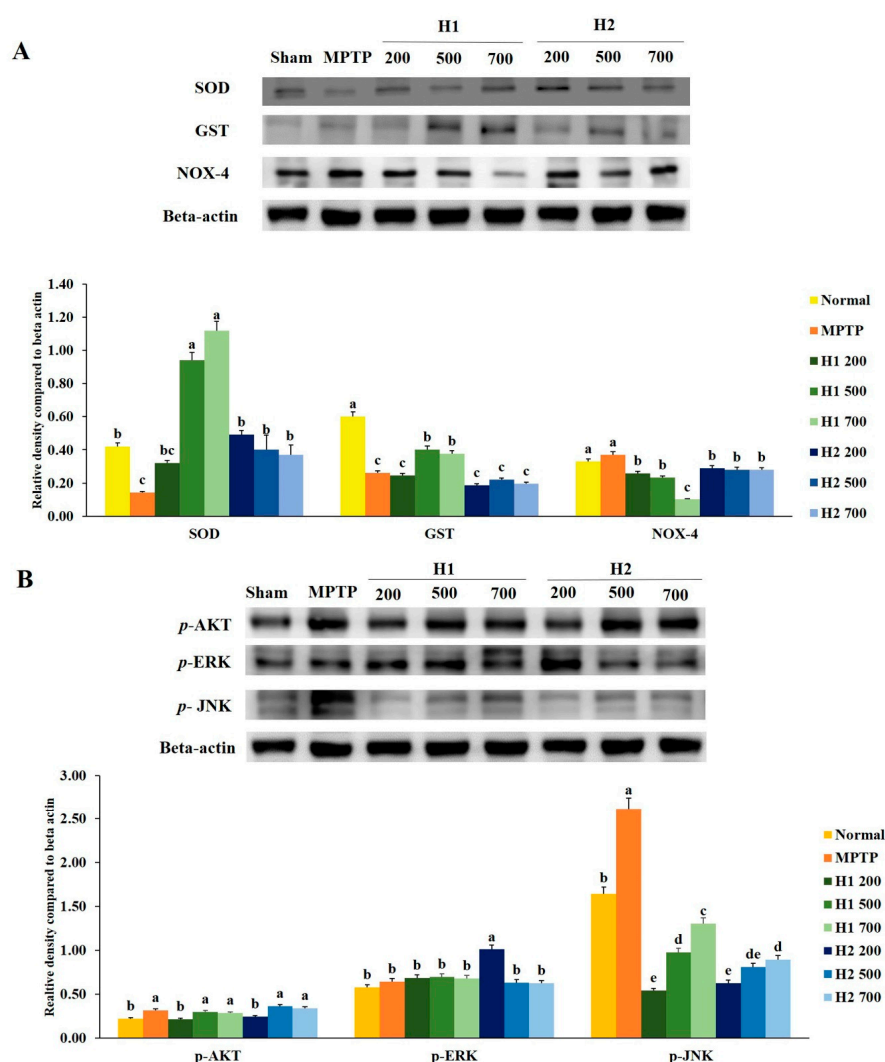 A
H1
H2
Sham MPTP 200 500 700 200 500 700
SOD
GST
NOX-4
Beta-actin
Relative density compared to beta actin
1.40
1.20
1.00
0.80
0.60
0.40
0.20
0.00
b c bc a a b b b
a c c b b c c c
a a b b c b b b
SOD GST NOX-4
Normal
MPTP
H1 200
H1 500
H1 700
H2 200
H2 500
H2 700
B
H1
H2
Sham MPTP 200 500 700 200 500 700
p-AKT
p-ERK
p- JNK
Beta-actin
Realitive density compared to beta actin
3.00
2.50
2.00
1.50
1.00
0.50
0.00
b a b a a b a a
b b b b b a b b
b a e d c e de d
p-AKT p-ERK p-JNK
Normal
MPTP
H1 200
H1 500
H1 700
H2 200
H2 500
H2 700